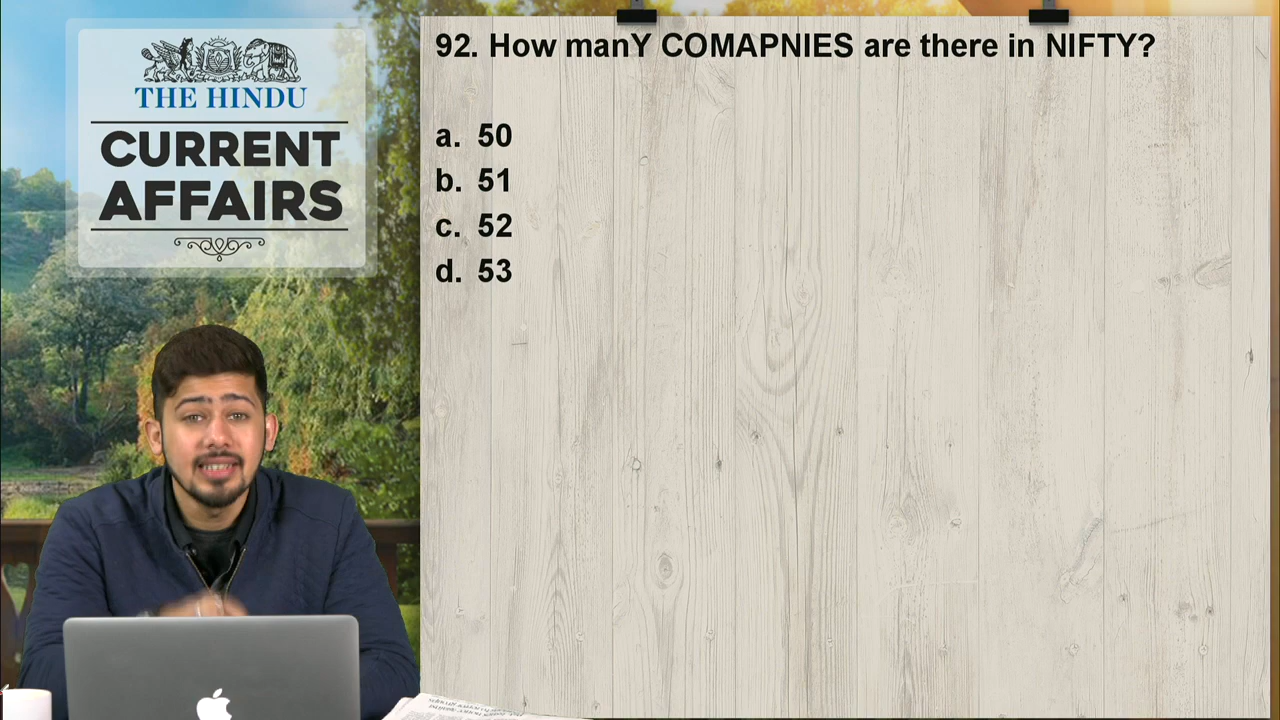 THE HINDU
CURRENT
AFFAIRS
92. How manY COMAPNIES are there in NIFTY?
a. 50
b. 51
c. 52
d. 53